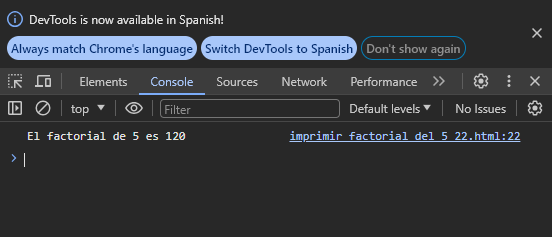 DevTools is now available in Spanish!
Always match Chrome's language Switch DevTools to Spanish Don't show again
Elements Console Sources Network Performance
top Filter Default levels No Issues
El factorial de 5 es 120 imprimir factorial del 5 22.html:22